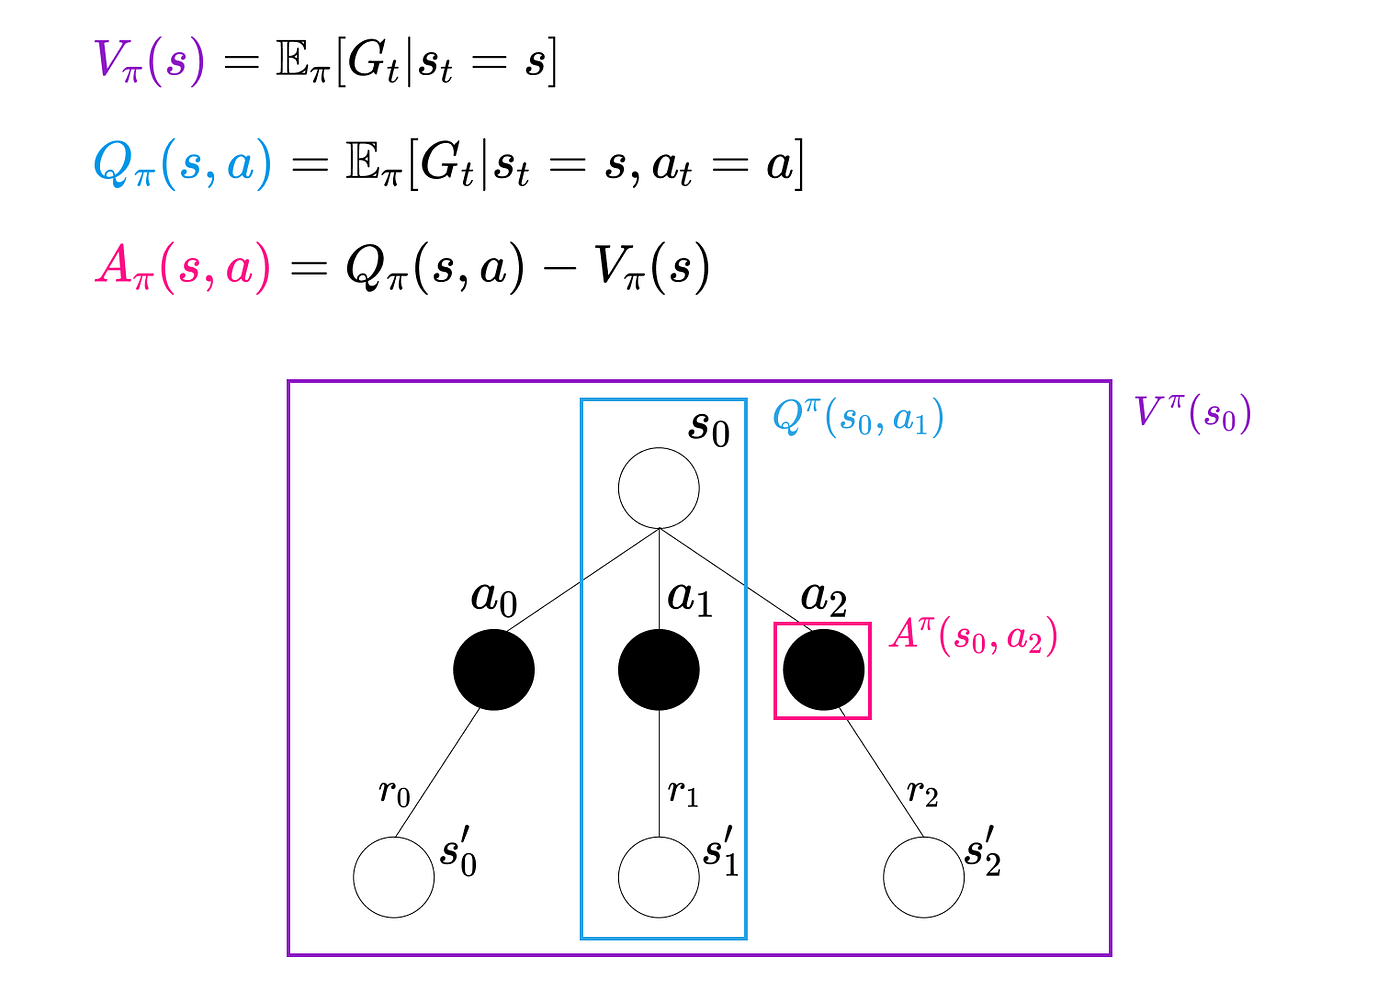 V_π(s) = 𝔼_π[G_t|s_t = s]
Q_π(s, a) = 𝔼_π[G_t|s_t = s, a_t = a]
A_π(s, a) = Q_π(s, a) − V_π(s)
s_0
Q^π(s_0, a_1)
V^π(s_0)
a_0
a_1
a_2
A^π(s_0, a_2)
r_0
r_1
r_2
s′_0
s′_1
s′_2